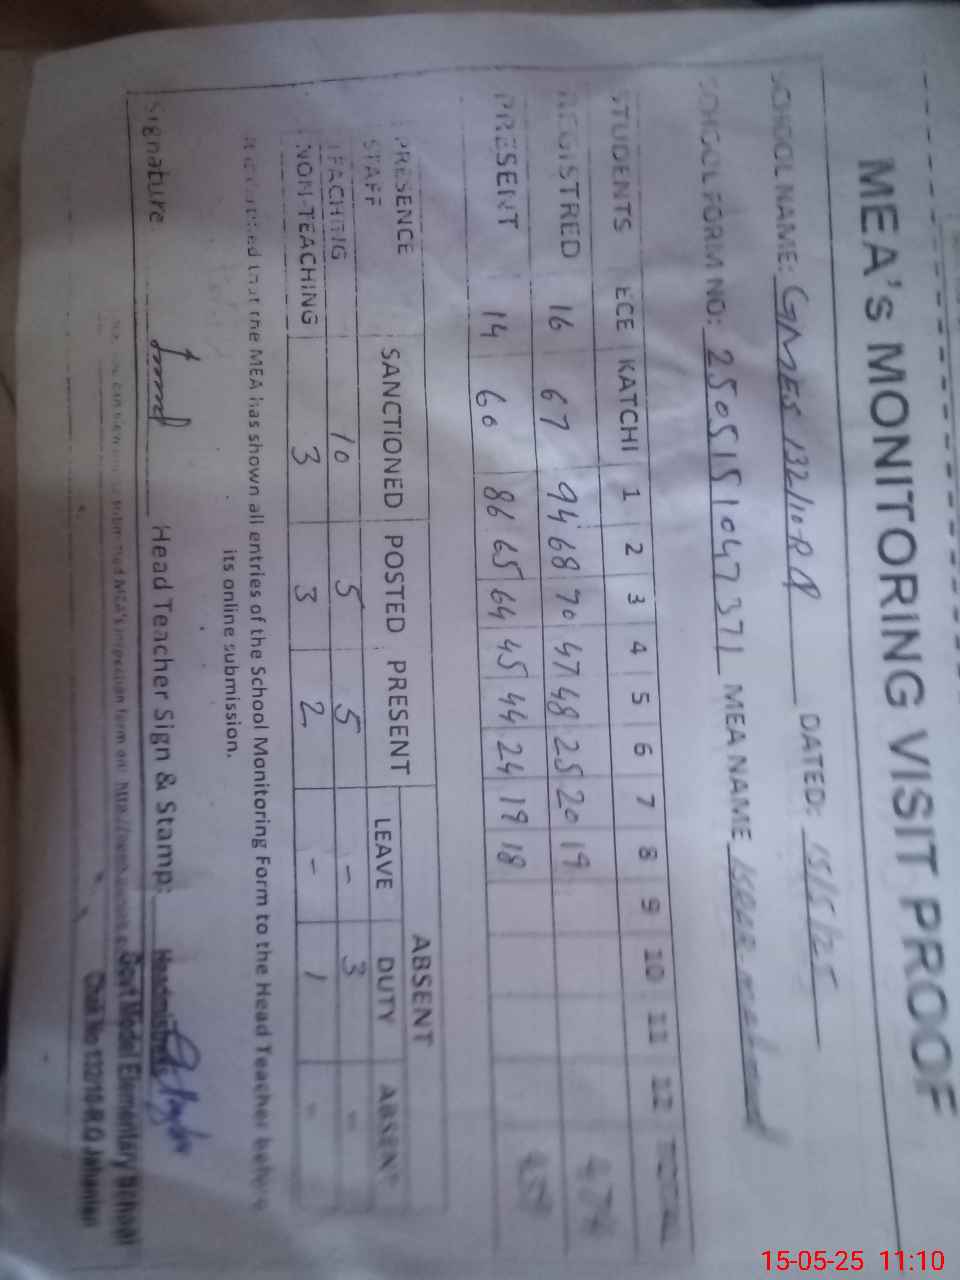 MEA'S MONITORING VISIT PROOF
SCHOOL NAME: GMES 132/10-R DATED: 15/5/25
SCHOOL FORM NO: 2505151047371 MEA NAME
STUDENTS ECE KATCHI 1 2 3 4 5 6 7 8 9 10 11 12 TOTAL
REGISTRED 16 67 94 68 70 47 48 25 20 19 474
PRESENT 14 60 86 65 64 45 44 24 19 18
PRESENCE STAFF SANCTIONED POSTED PRESENT ABSENT
LEAVE DUTY ABSENT
TEACHING 10 5 5 - 3 -
NON-TEACHING 3 3 2 - 1 -
It is certified that the MEA has shown all entries of the School Monitoring Form to the Head Teacher before
its online submission.
Signature Head Teacher Sign & Stamp:
Headmistress
Govt Model Elementary School
Chak No 132/10-R
15-05-25 11:10